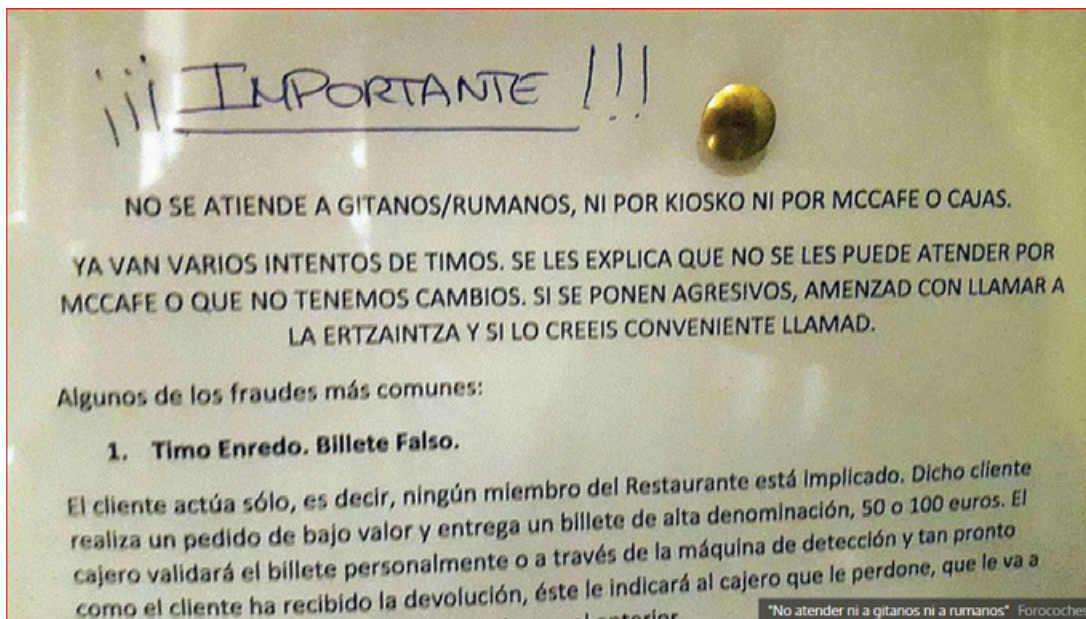 ¡¡¡ IMPORTANTE !!!
NO SE ATIENDE A GITANOS/RUMANOS, NI POR KIOSKO NI POR MCCAFE O CAJAS.
YA VAN VARIOS INTENTOS DE TIMOS. SE LES EXPLICA QUE NO SE LES PUEDE ATENDER POR
MCCAFE O QUE NO TENEMOS CAMBIOS. SI SE PONEN AGRESIVOS, AMENZAD CON LLAMAR A
LA ERTZAINTZA Y SI LO CREEIS CONVENIENTE LLAMAD.
Algunos de los fraudes más comunes:
1. Timo Enredo. Billete Falso.
El cliente actúa sólo, es decir, ningún miembro del Restaurante está implicado. Dicho cliente
realiza un pedido de bajo valor y entrega un billete de alta denominación, 50 o 100 euros. El
cajero validará el billete personalmente o a través de la máquina de detección y tan pronto
como el cliente ha recibido la devolución, éste le indicará al cajero que le perdone, que le va a
anterior
"No atender ni a gitanos ni a rumanos" Forocoches